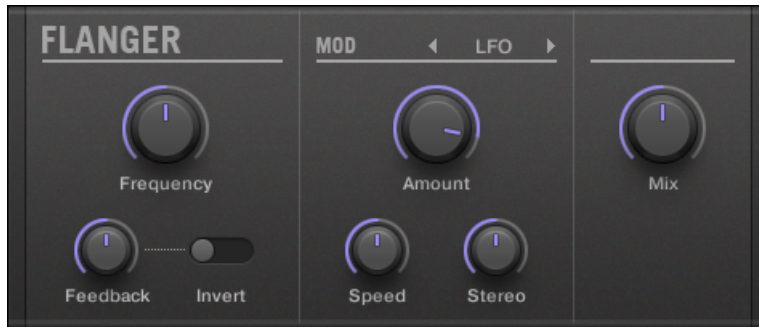 FLANGER
MOD LFO
Frequency Amount Mix
Feedback Invert Speed Stereo